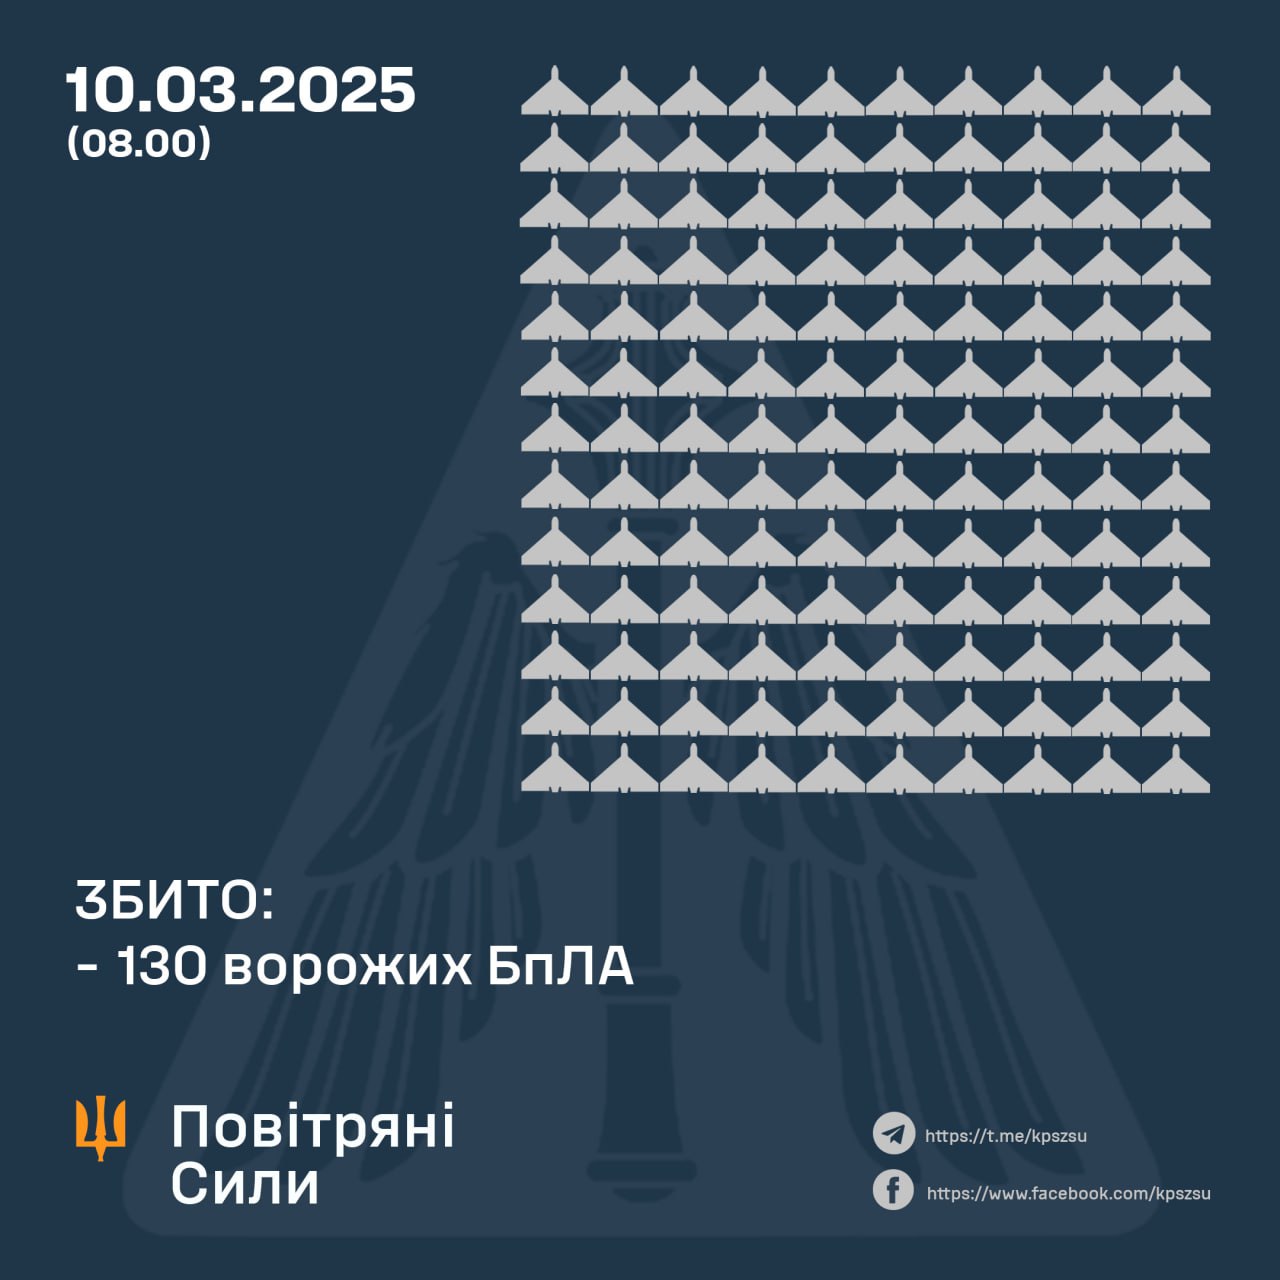 10.03.2025
(08.00)
ЗБИТО:
- 130 ворожих БпЛА
Повітряні
Сили
https://t.me/kpszsu
https://www.facebook.com/kpszsu